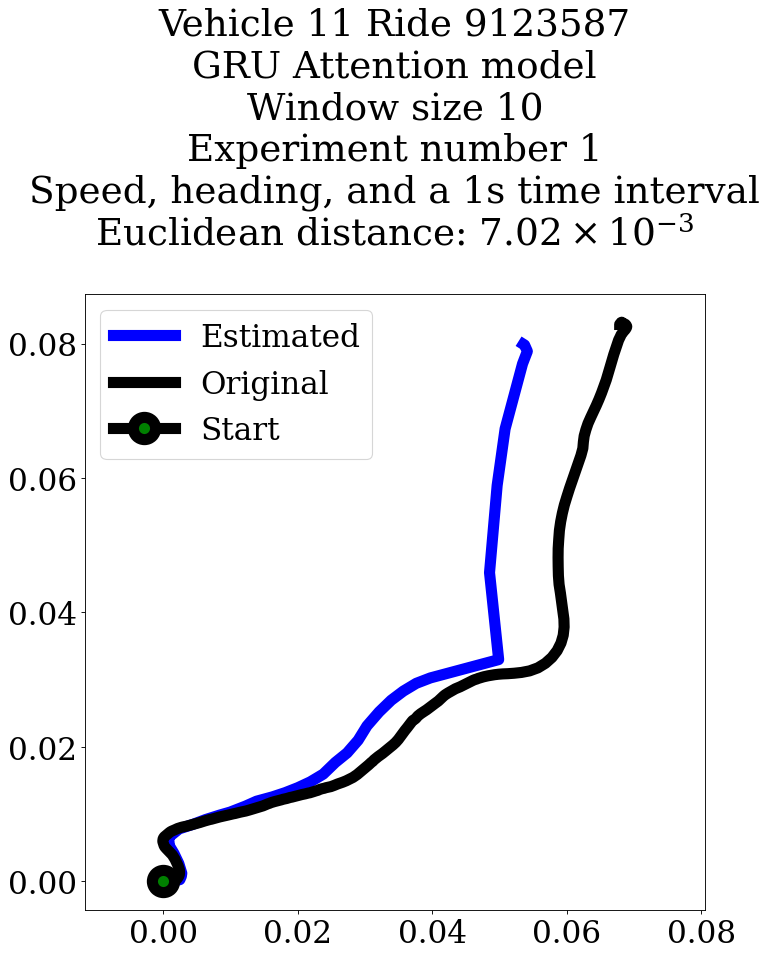 Vehicle 11 Ride 9123587
GRU Attention model
Window size 10
Experiment number 1
Speed, heading, and a 1s time interval
Euclidean distance: 7.02 × 10⁻³
Estimated
Original
Start
0.08
0.06
0.04
0.02
0.00
0.00 0.02 0.04 0.06 0.08